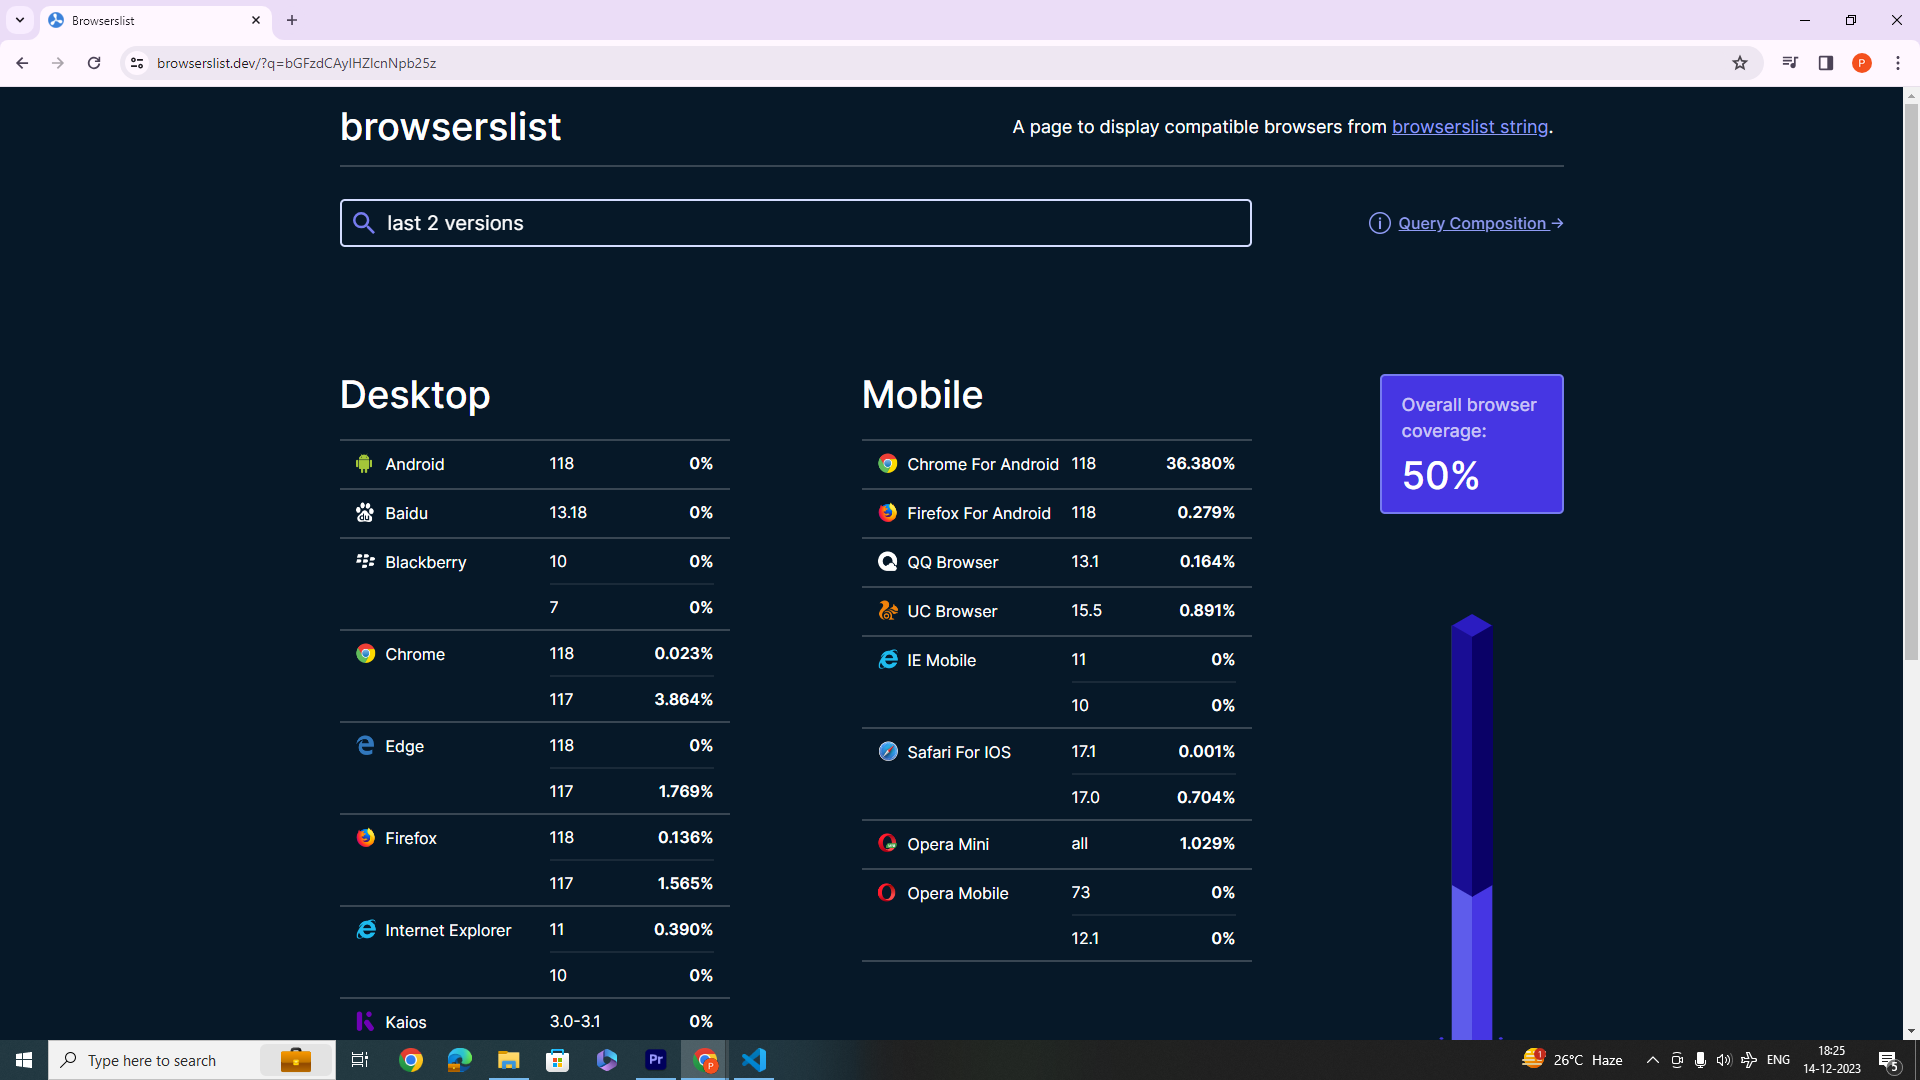 Browserslist
browserslist.dev/?q=bGFzdCAyIHZlcnNpb25z
P
browserslist
A page to display compatible browsers from browserslist string.
last 2 versions
Query Composition →
Desktop
Android 118 0%
Baidu 13.18 0%
Blackberry 10 0%
7 0%
Chrome 118 0.023%
117 3.864%
Edge 118 0%
117 1.769%
Firefox 118 0.136%
117 1.565%
Internet Explorer 11 0.390%
10 0%
Kaios 3.0-3.1 0%
Mobile
Chrome For Android 118 36.380%
Firefox For Android 118 0.279%
QQ Browser 13.1 0.164%
UC Browser 15.5 0.891%
IE Mobile 11 0%
10 0%
Safari For IOS 17.1 0.001%
17.0 0.704%
Opera Mini all 1.029%
Opera Mobile 73 0%
12.1 0%
Overall browser
coverage:
50%
Type here to search
Pr
P
1
26°C Haze
ENG
18:25
14-12-2023
5